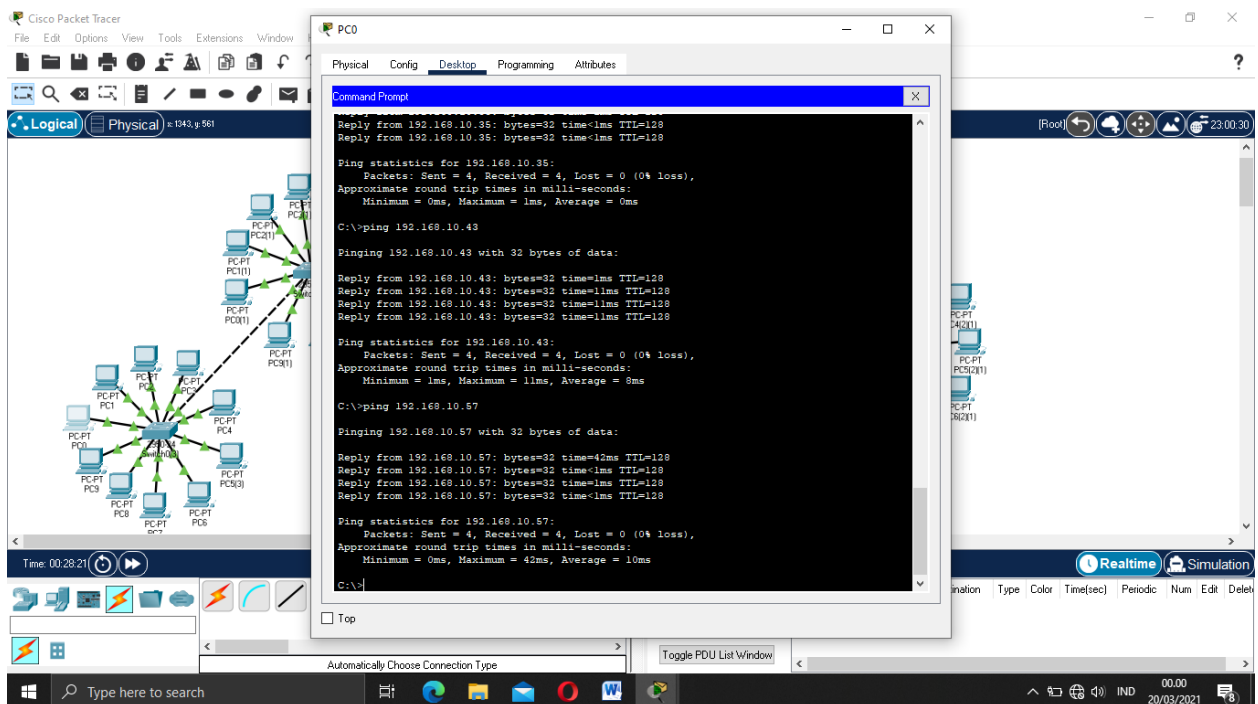 Cisco Packet Tracer
File Edit Options View Tools Extensions Window
PC0
Physical Config Desktop Programming Attributes
Command Prompt
X
Logical
Physical
x: 1343, y: 561
[Root]
23:00:30
Reply from 192.168.10.35: bytes=32 time<1ms TTL=128
Reply from 192.168.10.35: bytes=32 time<1ms TTL=128
Ping statistics for 192.168.10.35:
Packets: Sent = 4, Received = 4, Lost = 0 (0% loss),
Approximate round trip times in milli-seconds:
Minimum = 0ms, Maximum = 1ms, Average = 0ms
C:\>ping 192.168.10.43
Pinging 192.168.10.43 with 32 bytes of data:
Reply from 192.168.10.43: bytes=32 time=1ms TTL=128
Reply from 192.168.10.43: bytes=32 time=11ms TTL=128
Reply from 192.168.10.43: bytes=32 time=11ms TTL=128
Reply from 192.168.10.43: bytes=32 time=11ms TTL=128
Ping statistics for 192.168.10.43:
Packets: Sent = 4, Received = 4, Lost = 0 (0% loss),
Approximate round trip times in milli-seconds:
Minimum = 1ms, Maximum = 11ms, Average = 8ms
C:\>ping 192.168.10.57
Pinging 192.168.10.57 with 32 bytes of data:
Reply from 192.168.10.57: bytes=32 time=42ms TTL=128
Reply from 192.168.10.57: bytes=32 time<1ms TTL=128
Reply from 192.168.10.57: bytes=32 time<1ms TTL=128
Reply from 192.168.10.57: bytes=32 time<1ms TTL=128
Ping statistics for 192.168.10.57:
Packets: Sent = 4, Received = 4, Lost = 0 (0% loss),
Approximate round trip times in milli-seconds:
Minimum = 0ms, Maximum = 42ms, Average = 10ms
C:\>
Top
PC-PT
PC2(1)
PC-PT
PC1(1)
PC-PT
PC0(1)
PC-PT
PC9(1)
PC-PT
PC-PT
PC3
PC-PT
PC1
PC-PT
PC4
PC-PT
PC0
PC-PT
PC5(3)
PC-PT
PC9
PC-PT
PC8
PC-PT
PC6
PC-PT
PC-PT
PC-PT
PC5(2)(1)
PC-PT
Time: 00:28:21
Realtime
Simulation
Type Color Time(sec) Periodic Num Edit
Toggle PDU List Window
Automatically Choose Connection Type
Type here to search
IND
00.00
20/03/2021
8